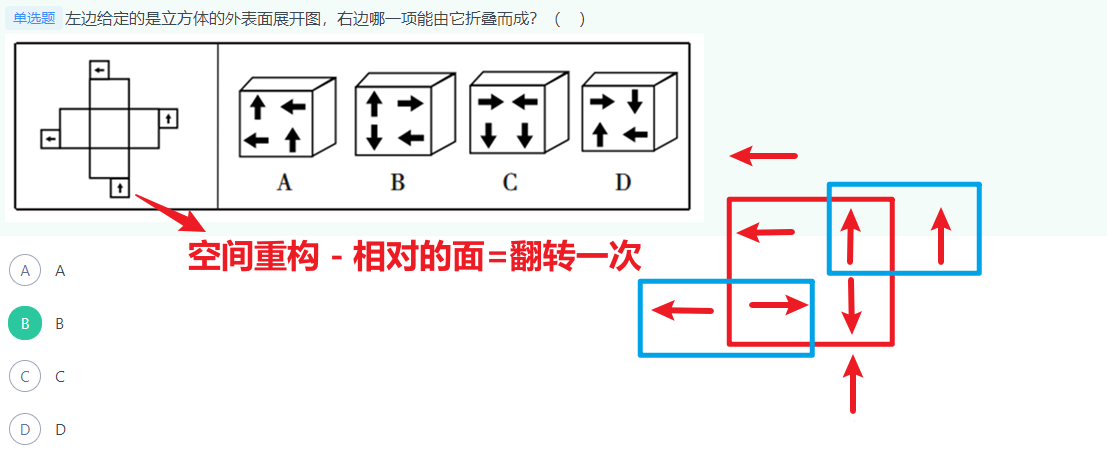 单选题 左边给定的是立方体的外表面展开图，右边哪一项能由它折叠而成？（ ）
A B C D
空间重构 - 相对的面=翻转一次
A A
B B
C C
D D